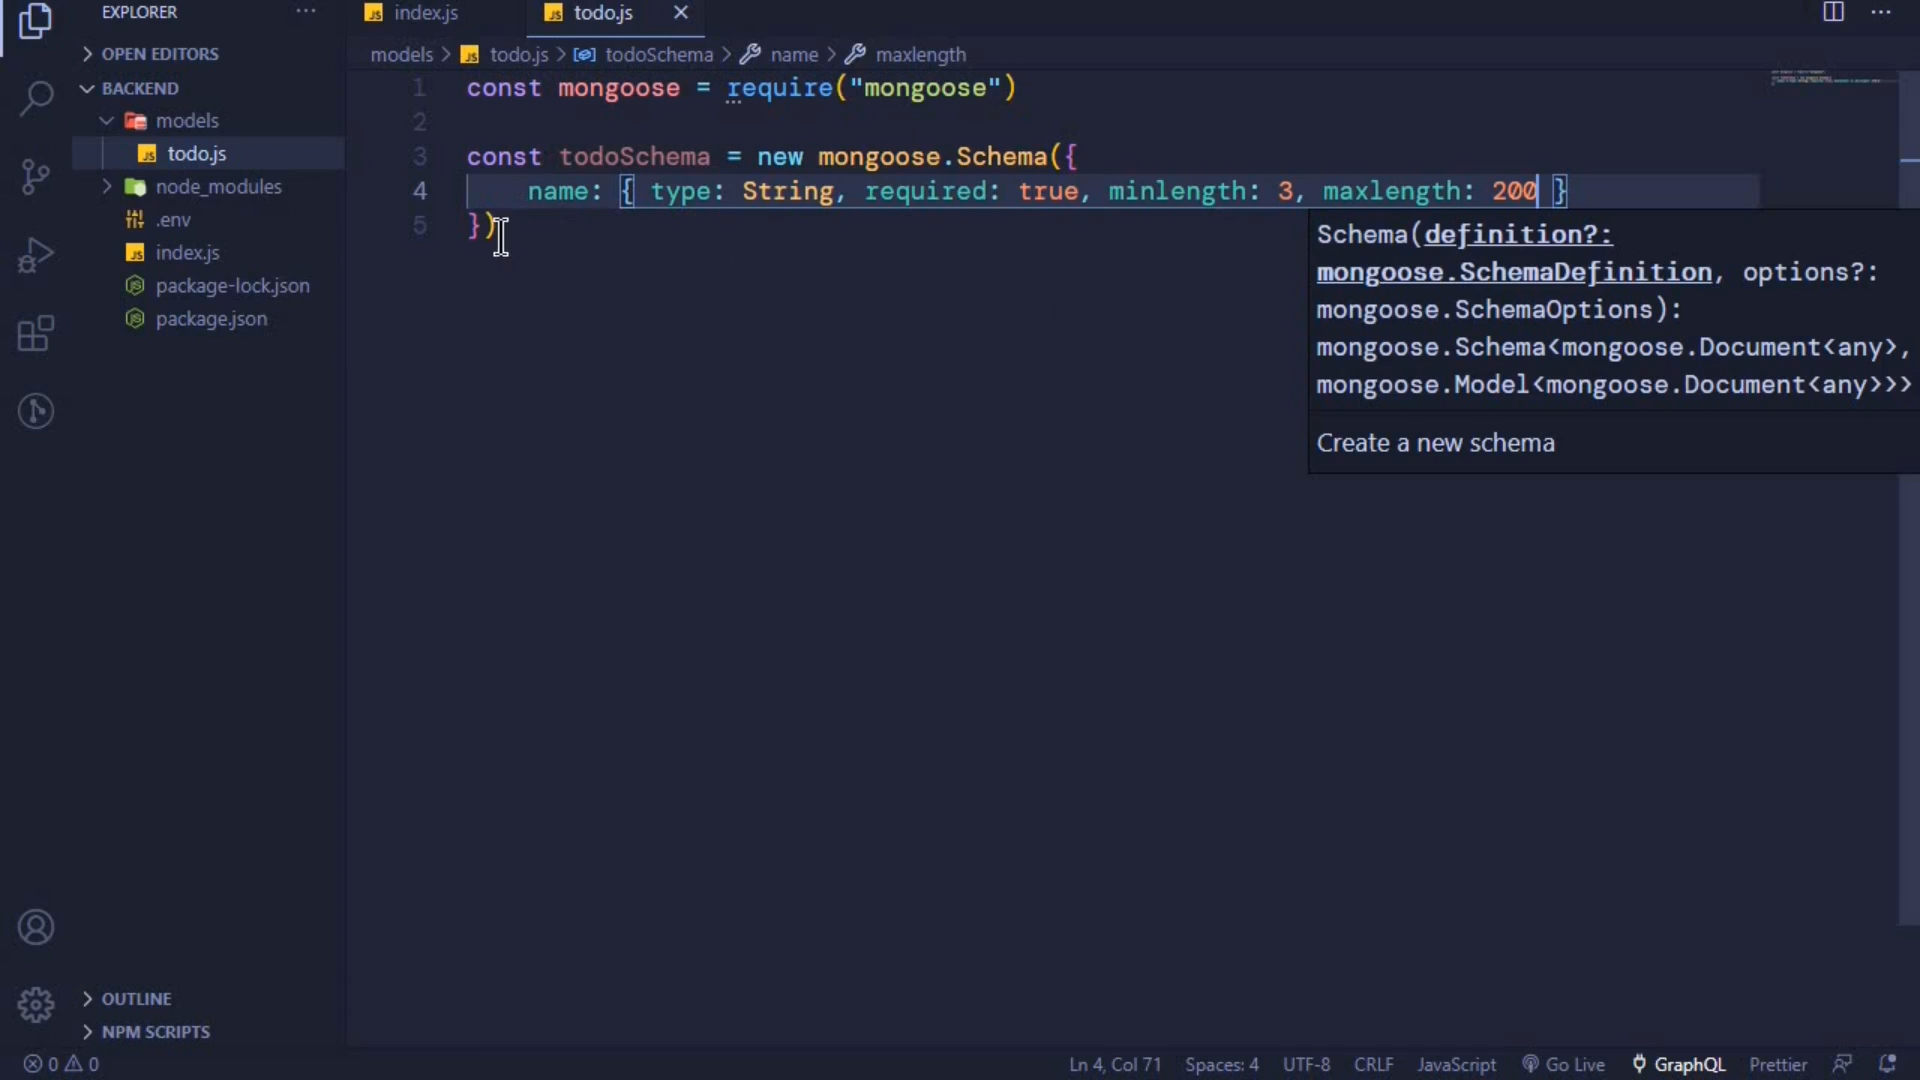 EXPLORER
OPEN EDITORS
BACKEND
models
todo.js
node_modules
.env
index.js
package-lock.json
package.json
OUTLINE
NPM SCRIPTS
index.js
todo.js
models > todo.js > todoSchema > name > maxlength
1 const mongoose = require("mongoose")
2
3 const todoSchema = new mongoose.Schema({
4 name: { type: String, required: true, minlength: 3, maxlength: 200 }
5 })
Schema(definition?:
mongoose.SchemaDefinition, options?:
mongoose.SchemaOptions):
mongoose.Schema<mongoose.Document<any>,
mongoose.Model<mongoose.Document<any>>>
Create a new schema
0 0 Ln 4, Col 71 Spaces: 4 UTF-8 CRLF JavaScript Go Live GraphQL Prettier